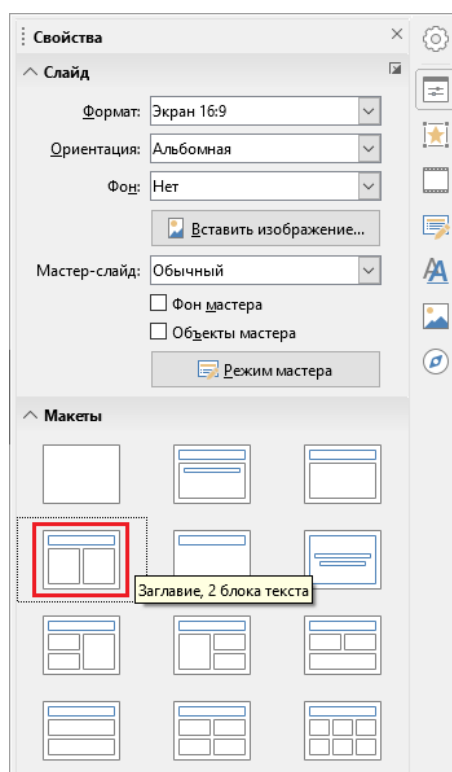 Свойства
Слайд
Формат: Экран 16:9
Ориентация: Альбомная
Фон: Нет
Вставить изображение...
Мастер-слайд: Обычный
Фон мастера
Объекты мастера
Режим мастера
Макеты
Заглавие, 2 блока текста